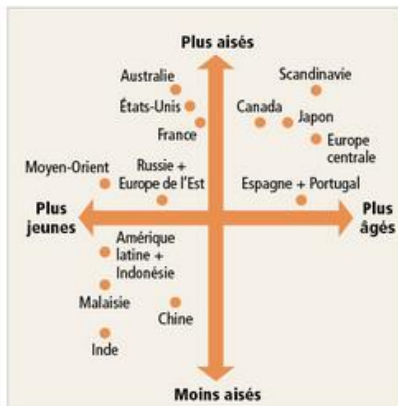 Plus aisés
Australie
Scandinavie
États-Unis
Canada
Japon
France
Europe
centrale
Moyen-Orient
Russie +
Europe de l'Est
Espagne + Portugal
Plus
jeunes
Plus
âgés
Amérique
latine +
Indonésie
Malaisie
Chine
Inde
Moins aisés